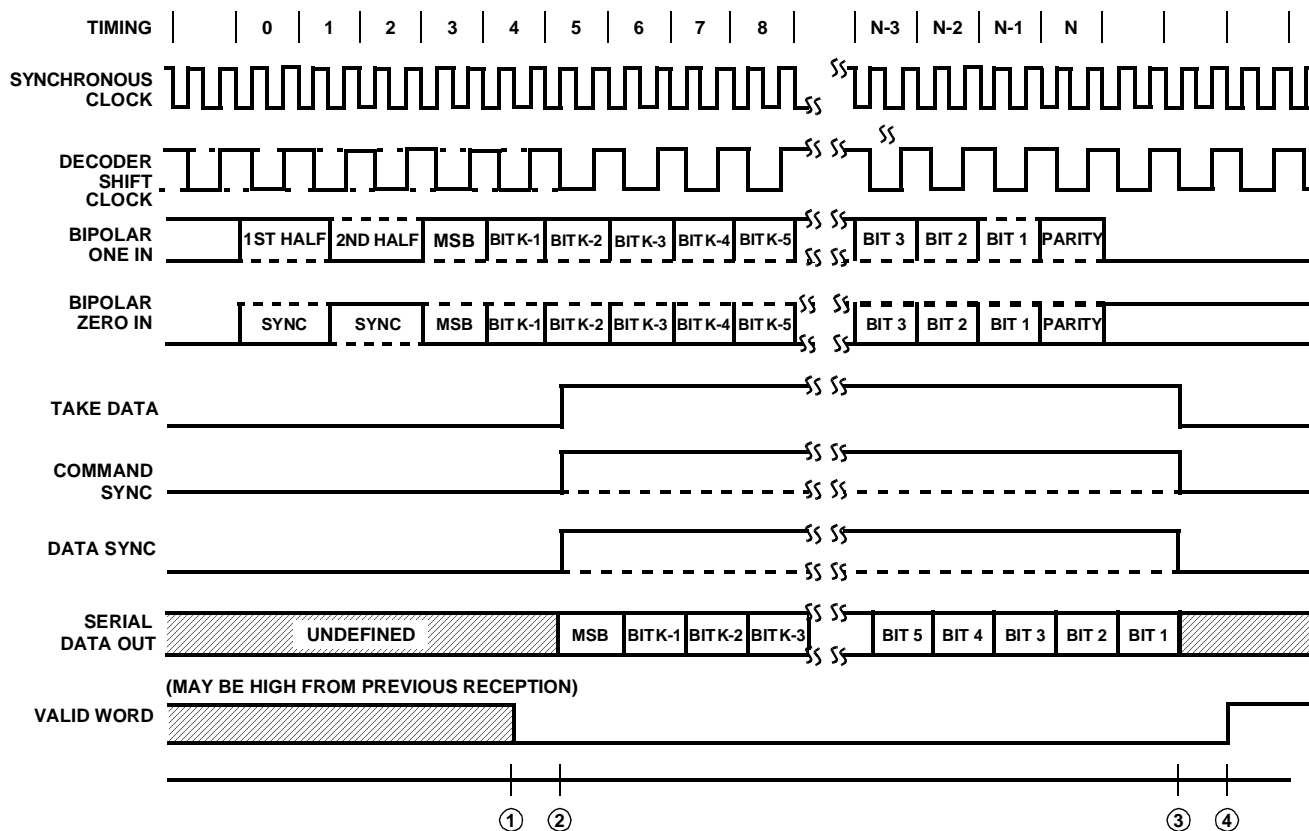 TIMING 0 1 2 3 4 5 6 7 8 N-3 N-2 N-1 N
SYNCHRONOUS
CLOCK
DECODER
SHIFT
CLOCK
BIPOLAR
ONE IN
1ST HALF 2ND HALF MSB BIT K-1 BIT K-2 BIT K-3 BIT K-4 BIT K-5 BIT 3 BIT 2 BIT 1 PARITY
BIPOLAR
ZERO IN
SYNC SYNC MSB BIT K-1 BIT K-2 BIT K-3 BIT K-4 BIT K-5 BIT 3 BIT 2 BIT 1 PARITY
TAKE DATA
COMMAND
SYNC
DATA SYNC
SERIAL
DATA OUT
UNDEFINED MSB BIT K-1 BIT K-2 BIT K-3 BIT 5 BIT 4 BIT 3 BIT 2 BIT 1
(MAY BE HIGH FROM PREVIOUS RECEPTION)
VALID WORD
1 2 3 4